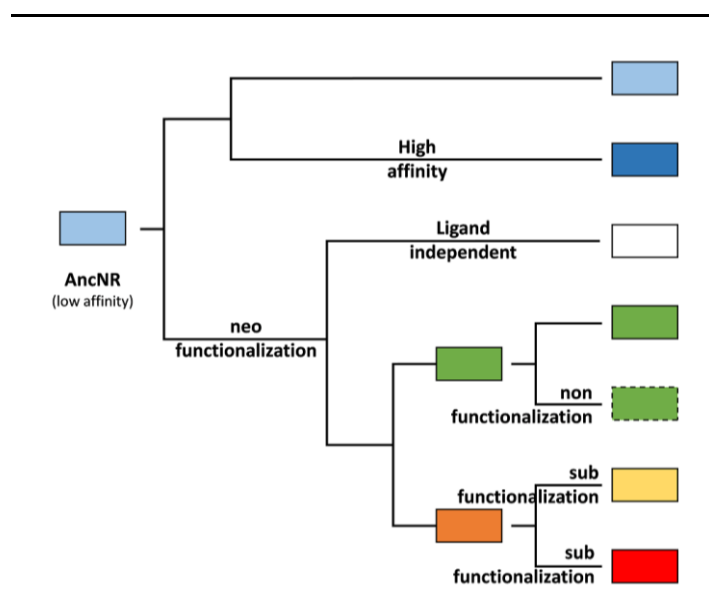 High
affinity
Ligand
independent
AncNR
(low affinity)
neo
functionalization
non
functionalization
sub
functionalization
sub
functionalization